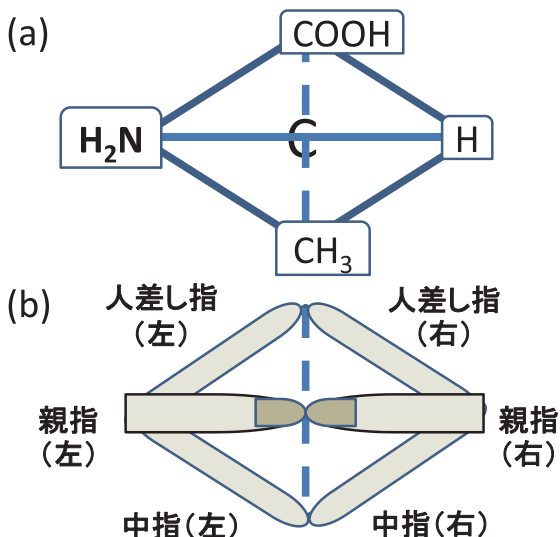 (a)
COOH
H₂N
C
H
CH₃
(b)
人差し指
(左)
人差し指
(右)
親指
(左)
親指
(右)
中指(左)
中指(右)